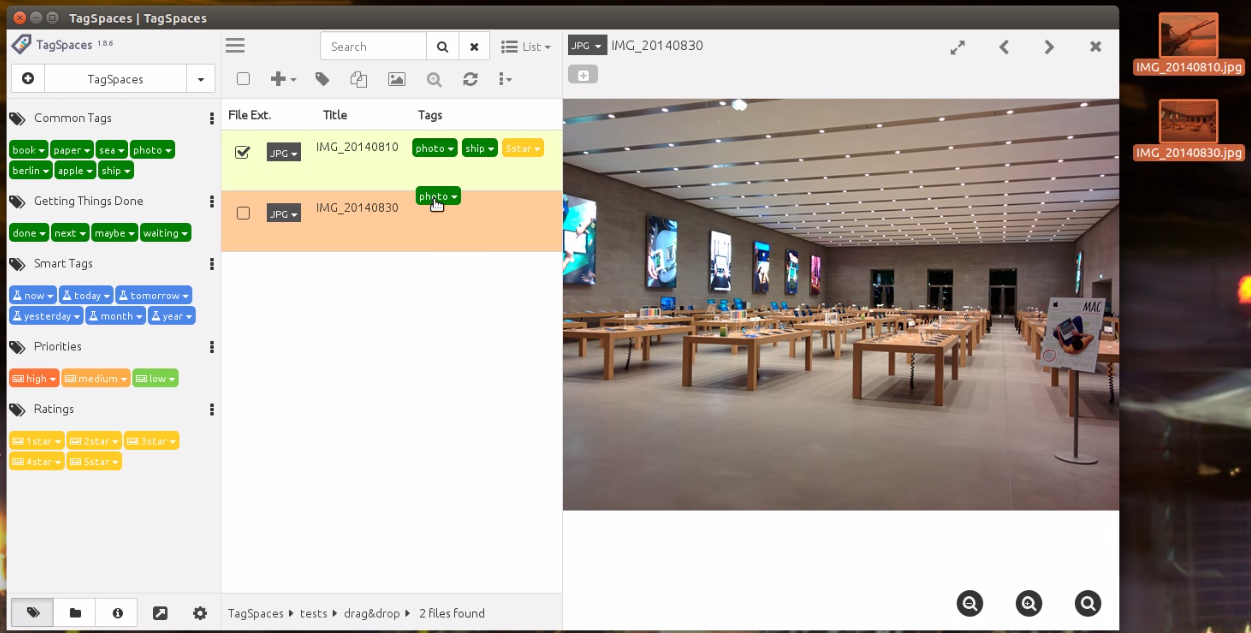 TagSpaces | TagSpaces
TagSpaces 1.8.6
TagSpaces
Common Tags
book paper sea photo
berlin apple ship
Getting Things Done
done next maybe waiting
Smart Tags
now today tomorrow
yesterday month year
Priorities
high medium low
Ratings
1star 2star 3star
4star 5star
Search
List
File Ext. Title Tags
JPG IMG_20140810 photo ship 5star
photo
JPG IMG_20140830
TagSpaces tests drag&drop 2 files found
JPG IMG_20140830
MAC
IMG_20140810.jpg
IMG_20140830.jpg